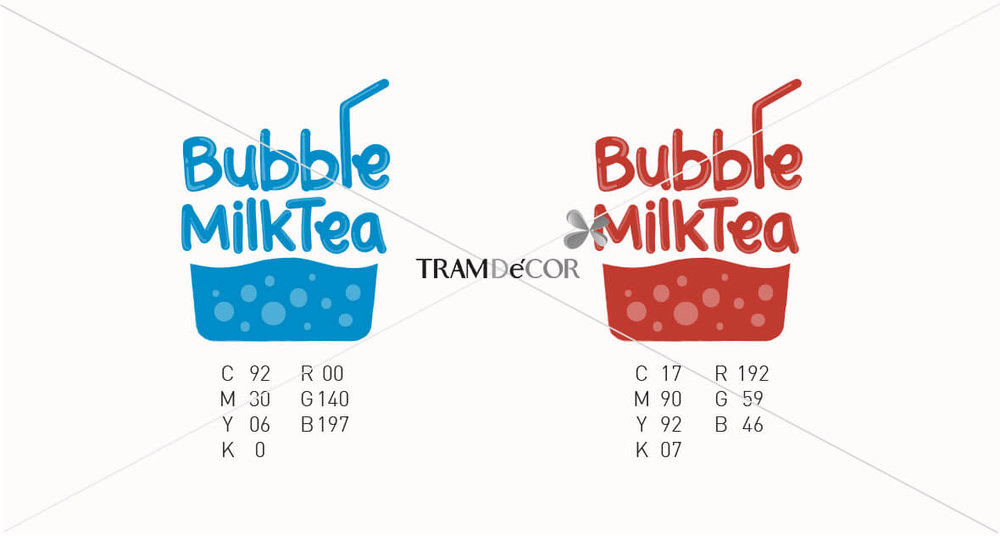 Bubble
MilkTea
C 92 R 00
M 30 G 140
Y 06 B 197
K 0
Bubble
MilkTea
C 17 R 192
M 90 G 59
Y 92 B 46
K 07
TRAMDéCOR